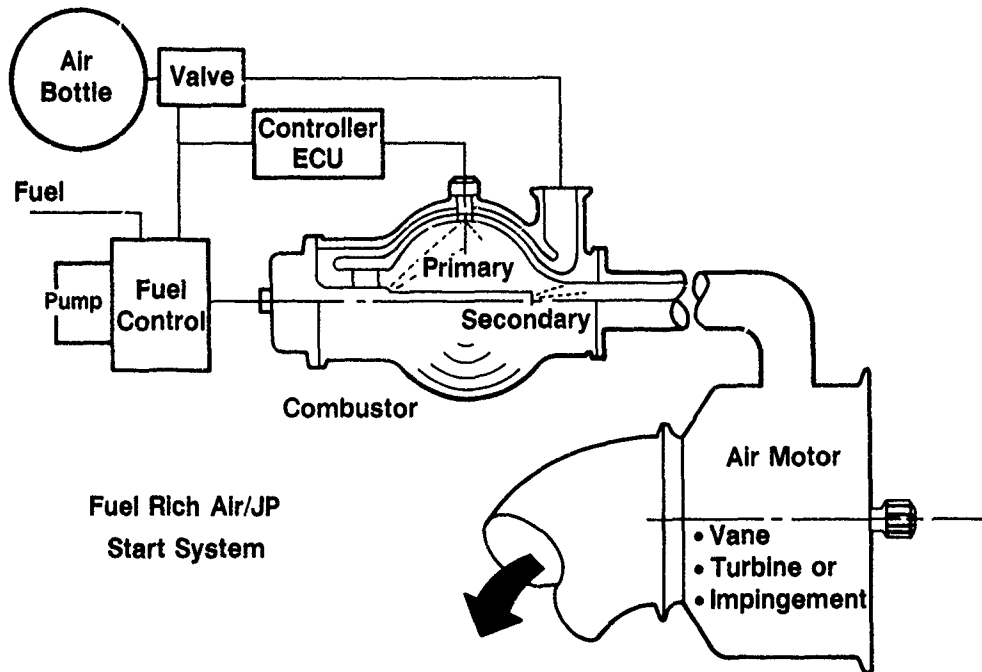 Air
Bottle
Valve
Controller
ECU
Fuel
Pump
Fuel
Control
Primary
Secondary
Combustor
Air Motor
• Vane
• Turbine or
• Impingement
Fuel Rich Air/JP
Start System